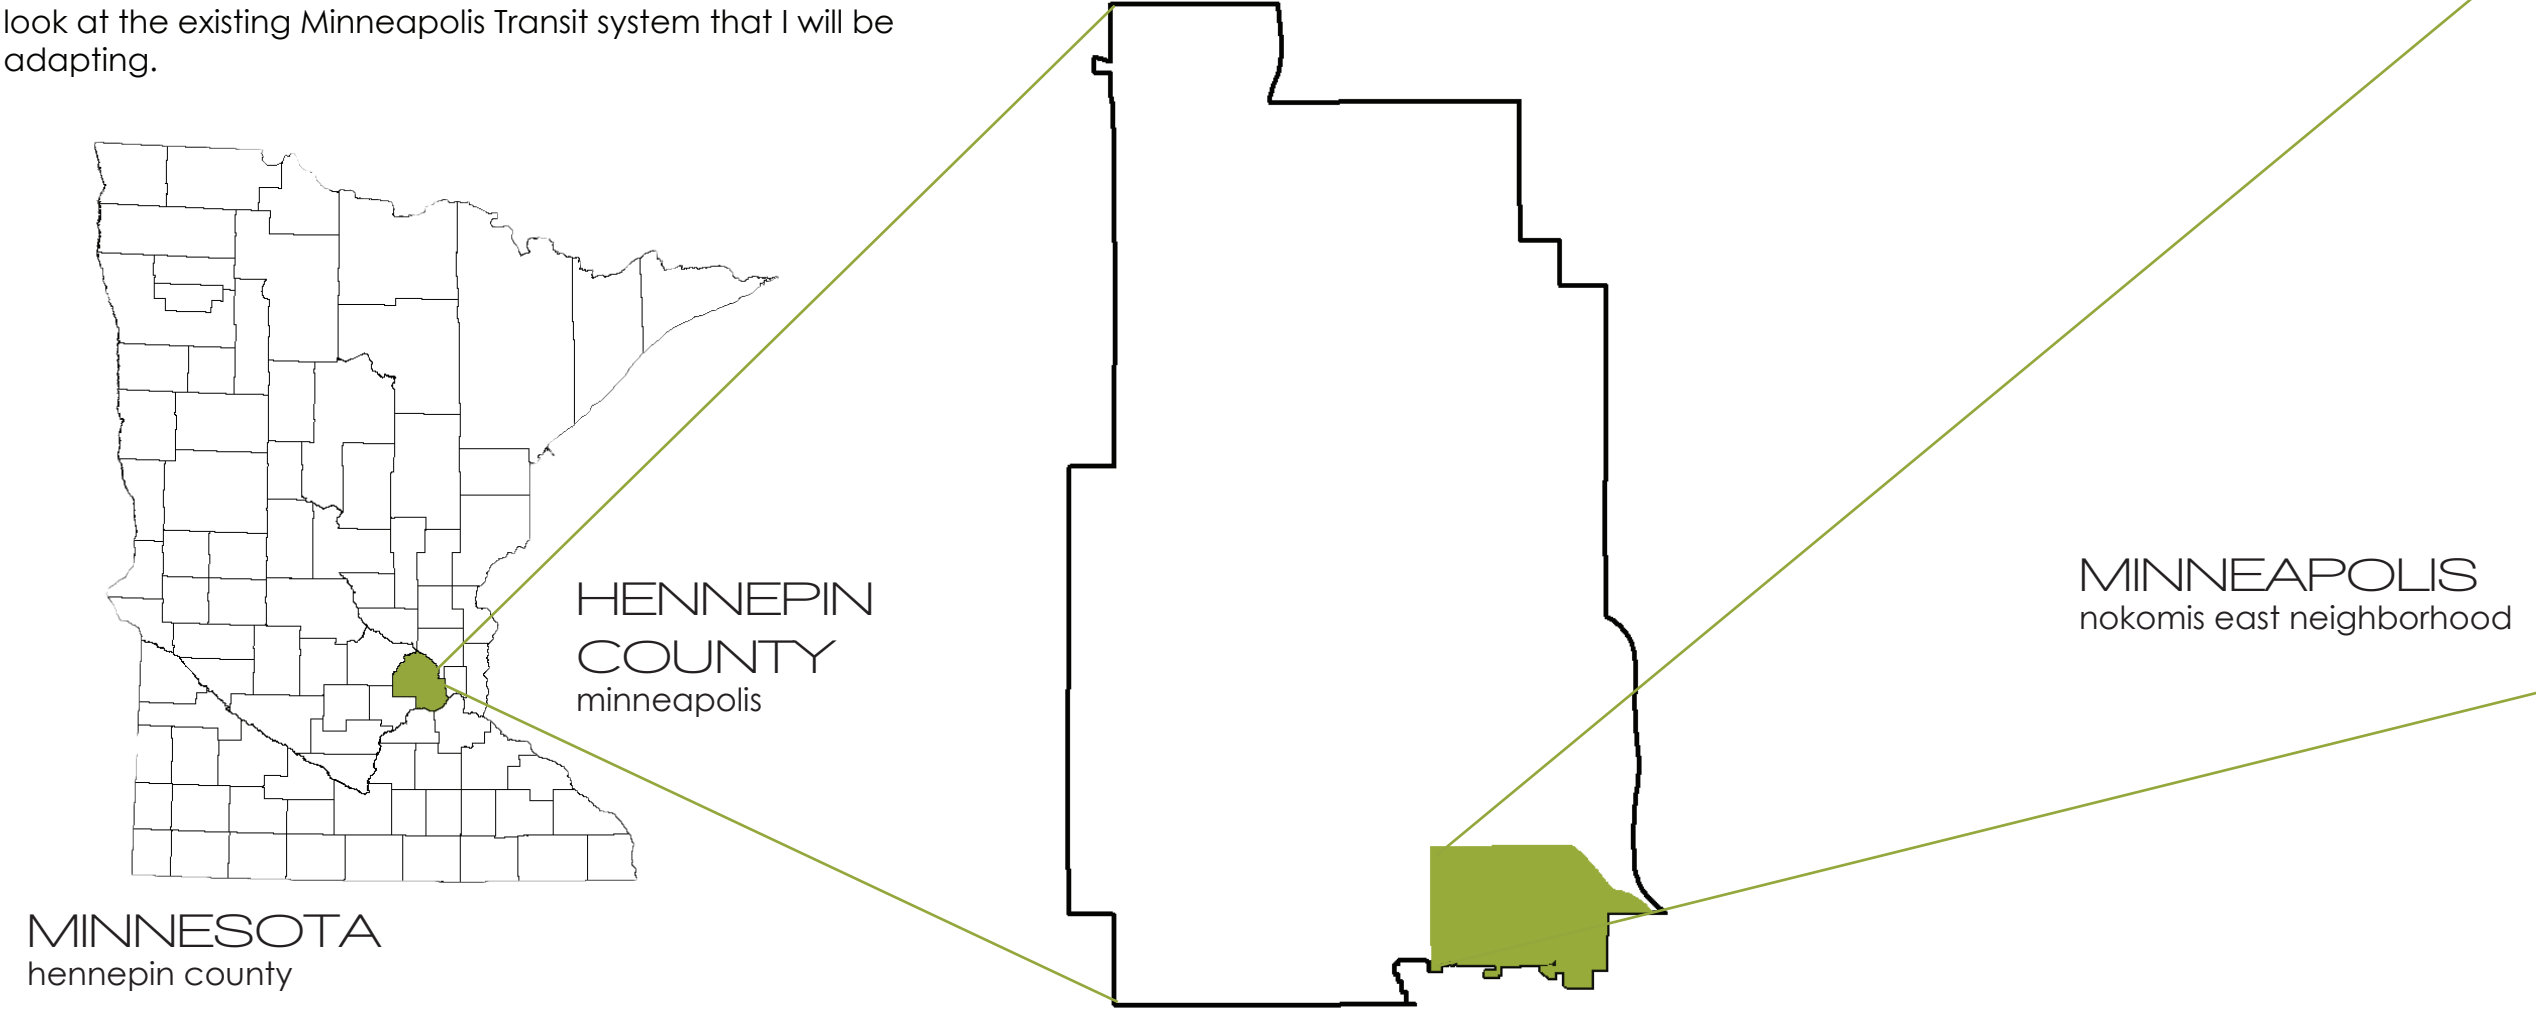 look at the existing Minneapolis Transit system that I will be
adapting.
HENNEPIN
COUNTY
minneapolis
MINNEAPOLIS
nokomis east neighborhood
MINNESOTA
hennepin county